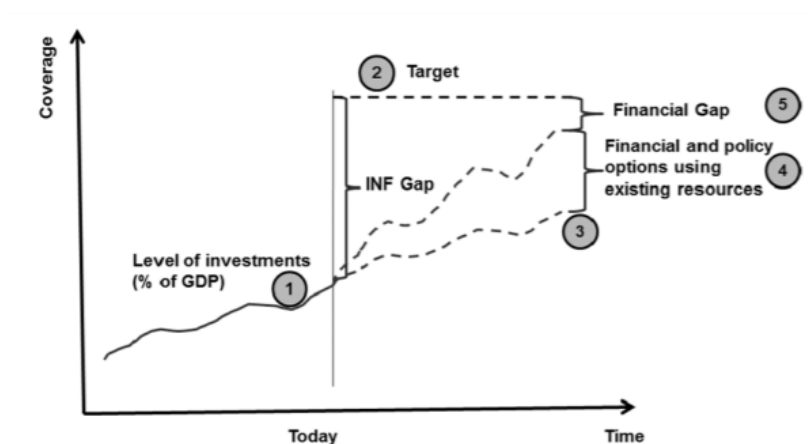 Coverage
2 Target
Financial Gap 5
Financial and policy
options using 4
existing resources
INF Gap
3
Level of investments
(% of GDP) 1
Today
Time